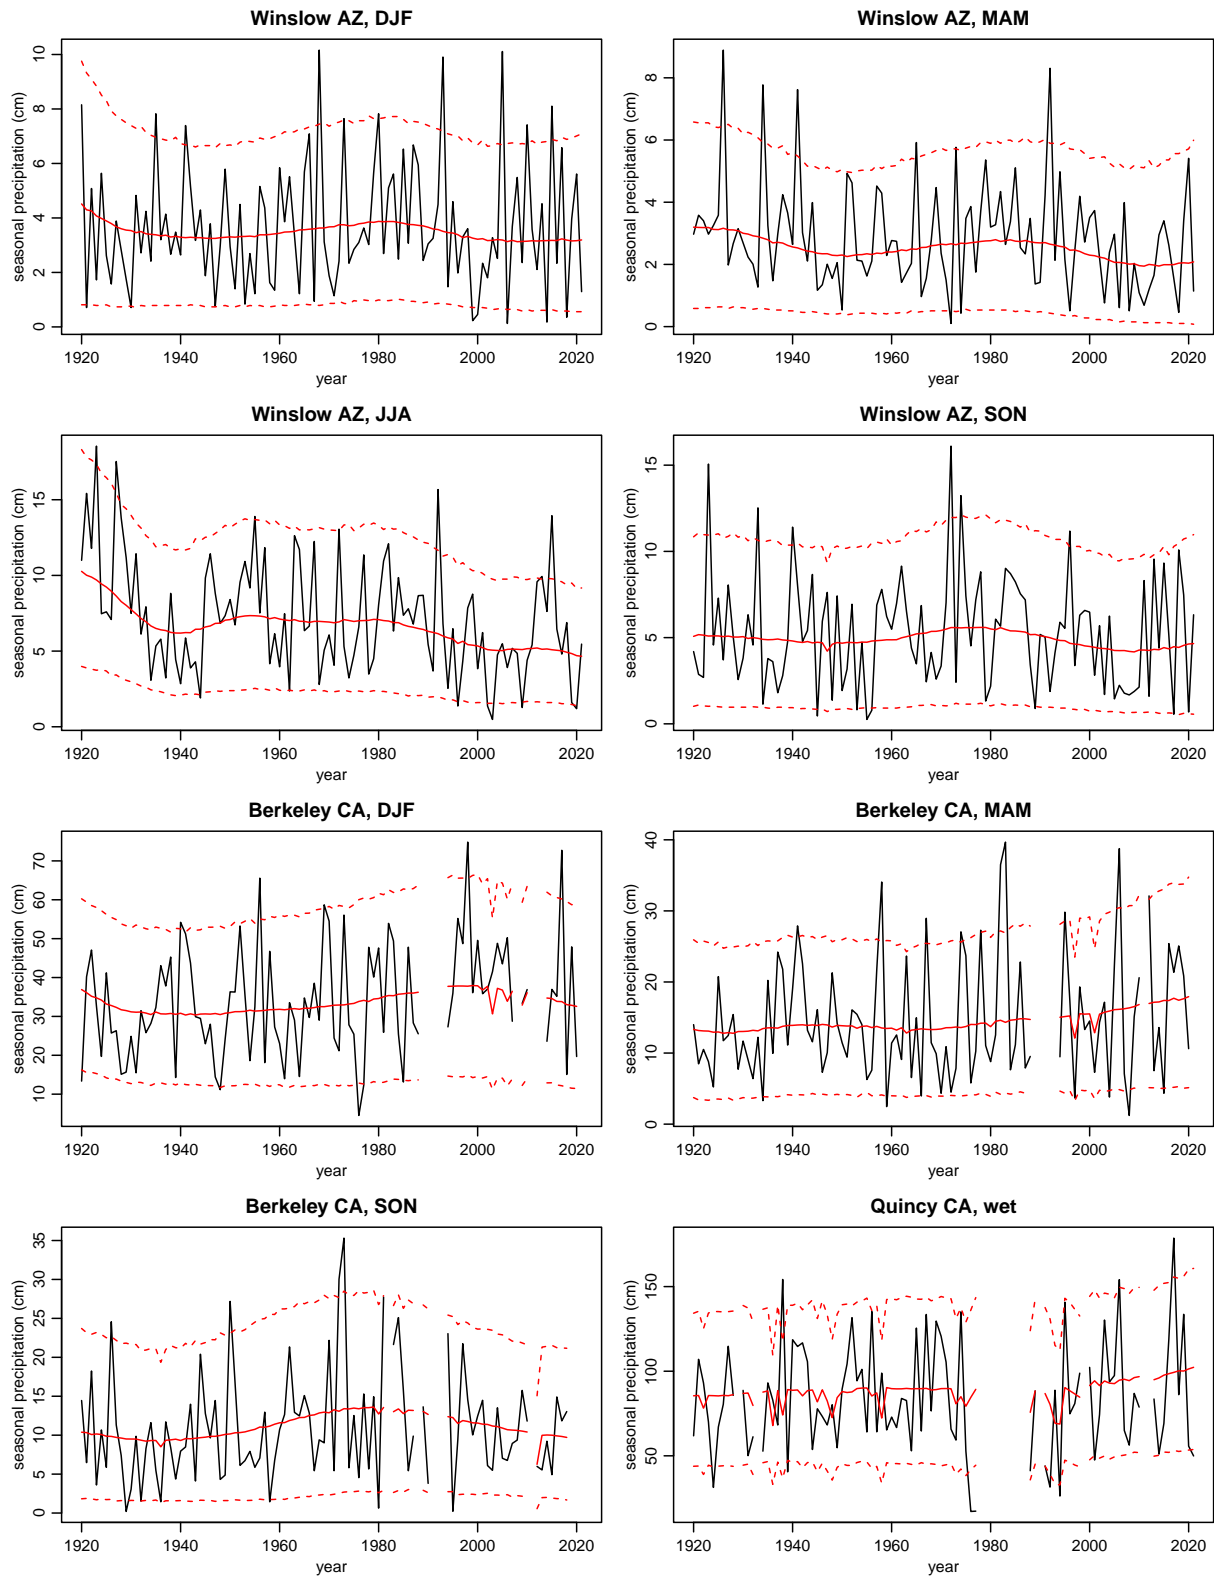 Winslow AZ, DJF
seasonal precipitation (cm)
0 2 4 6 8 10
1920 1940 1960 1980 2000 2020
year
Winslow AZ, MAM
seasonal precipitation (cm)
0 2 4 6 8
1920 1940 1960 1980 2000 2020
year
Winslow AZ, JJA
seasonal precipitation (cm)
0 5 10 15
1920 1940 1960 1980 2000 2020
year
Winslow AZ, SON
seasonal precipitation (cm)
0 5 10 15
1920 1940 1960 1980 2000 2020
year
Berkeley CA, DJF
seasonal precipitation (cm)
10 20 30 40 50 60 70
1920 1940 1960 1980 2000 2020
year
Berkeley CA, MAM
seasonal precipitation (cm)
0 10 20 30 40
1920 1940 1960 1980 2000 2020
year
Berkeley CA, SON
seasonal precipitation (cm)
0 5 10 15 20 25 30 35
1920 1940 1960 1980 2000 2020
year
Quincy CA, wet
seasonal precipitation (cm)
50 100 150
1920 1940 1960 1980 2000 2020
year